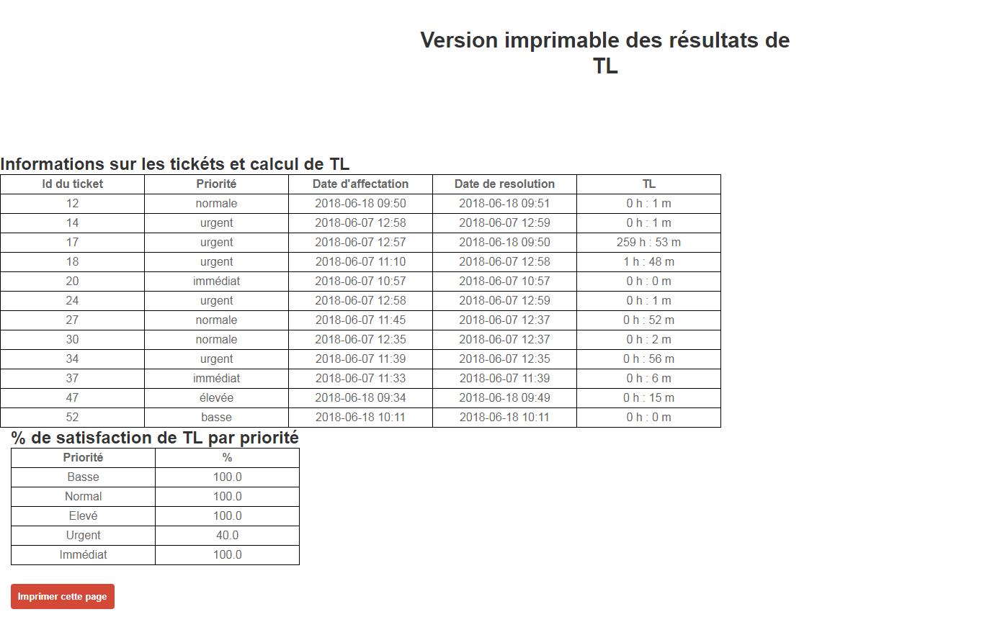 Version imprimable des résultats de
TL
Informations sur les tickéts et calcul de TL
Id du ticket Priorité Date d'affectation Date de resolution TL
12 normale 2018-06-18 09:50 2018-06-18 09:51 0 h : 1 m
14 urgent 2018-06-07 12:58 2018-06-07 12:59 0 h : 1 m
17 urgent 2018-06-07 12:57 2018-06-18 09:50 259 h : 53 m
18 urgent 2018-06-07 11:10 2018-06-07 12:58 1 h : 48 m
20 immédiat 2018-06-07 10:57 2018-06-07 10:57 0 h : 0 m
24 urgent 2018-06-07 12:58 2018-06-07 12:59 0 h : 1 m
27 normale 2018-06-07 11:45 2018-06-07 12:37 0 h : 52 m
30 normale 2018-06-07 12:35 2018-06-07 12:37 0 h : 2 m
34 urgent 2018-06-07 11:39 2018-06-07 12:35 0 h : 56 m
37 immédiat 2018-06-07 11:33 2018-06-07 11:39 0 h : 6 m
47 élevée 2018-06-18 09:34 2018-06-18 09:49 0 h : 15 m
52 basse 2018-06-18 10:11 2018-06-18 10:11 0 h : 0 m
% de satisfaction de TL par priorité
Priorité %
Basse 100.0
Normal 100.0
Elevé 100.0
Urgent 40.0
Immédiat 100.0
Imprimer cette page